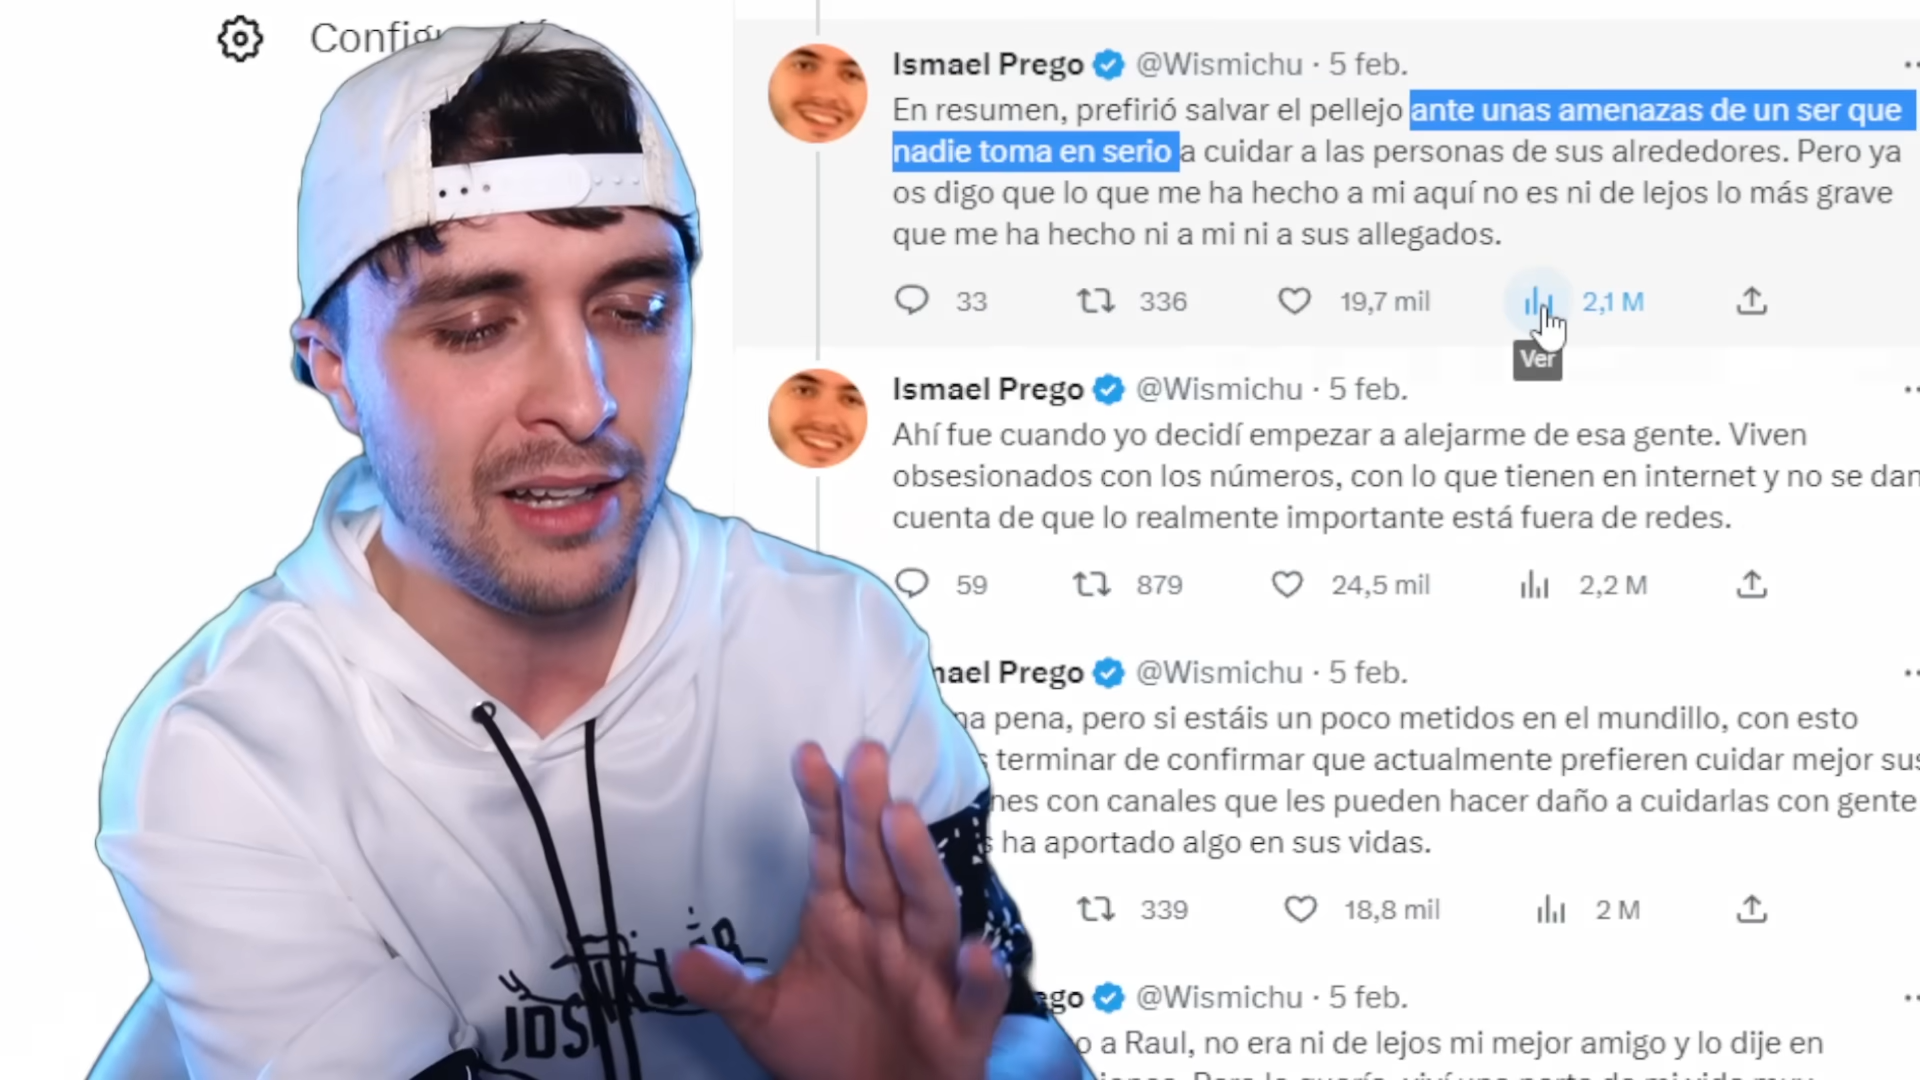 Ismael Prego @Wismichu · 5 feb.
En resumen, prefirió salvar el pellejo ante unas amenazas de un ser que
nadie toma en serio a cuidar a las personas de sus alrededores. Pero ya
os digo que lo que me ha hecho a mi aquí no es ni de lejos lo más grave
que me ha hecho ni a mi ni a sus allegados.
33 336 19,7 mil 2,1 M
Ver
Ismael Prego @Wismichu · 5 feb.
Ahí fue cuando yo decidí empezar a alejarme de esa gente. Viven
obsesionados con los números, con lo que tienen en internet y no se dan
cuenta de que lo realmente importante está fuera de redes.
59 879 24,5 mil 2,2 M
Prego @Wismichu · 5 feb.
pena, pero si estáis un poco metidos en el mundillo, con esto
terminar de confirmar que actualmente prefieren cuidar mejor sus
con canales que les pueden hacer daño a cuidarlas con gente
ha aportado algo en sus vidas.
339 18,8 mil 2 M
@Wismichu · 5 feb.
a Raul, no era ni de lejos mi mejor amigo y lo dije en